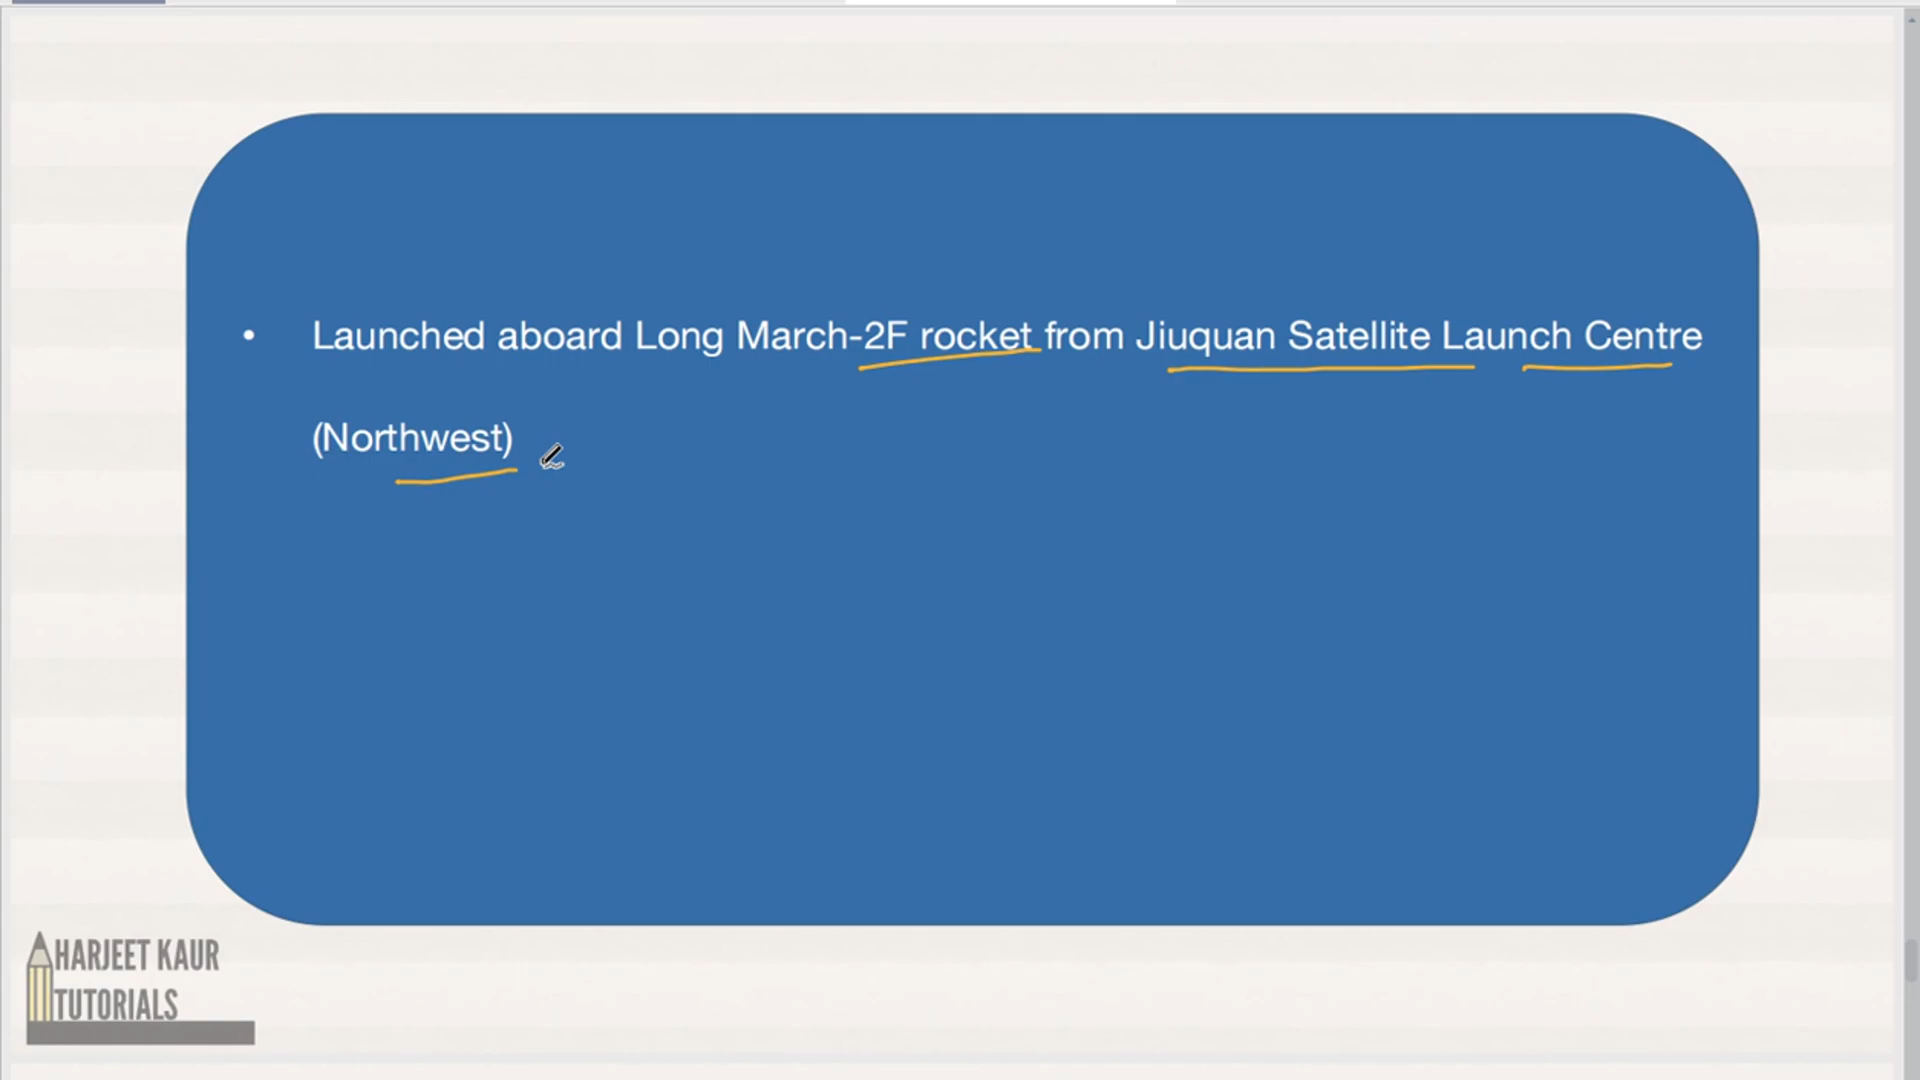 • Launched aboard Long March-2F rocket from Jiuquan Satellite Launch Centre
(Northwest)
HARJEET KAUR
TUTORIALS